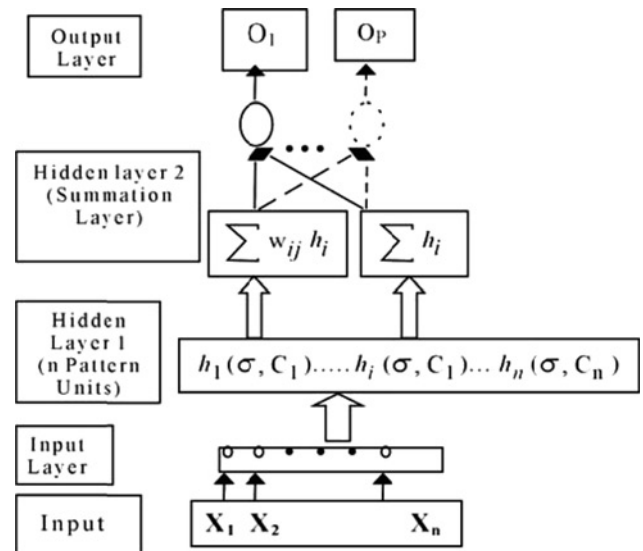 Output
Layer
O1
OP
Hidden layer 2
(Summation
Layer)
∑ wij hi
∑ hi
Hidden
Layer 1
(n Pattern
Units)
h1(σ, C1).....hi (σ, C1)... hn(σ, Cn)
Input
Layer
Input
X1 X2 Xn